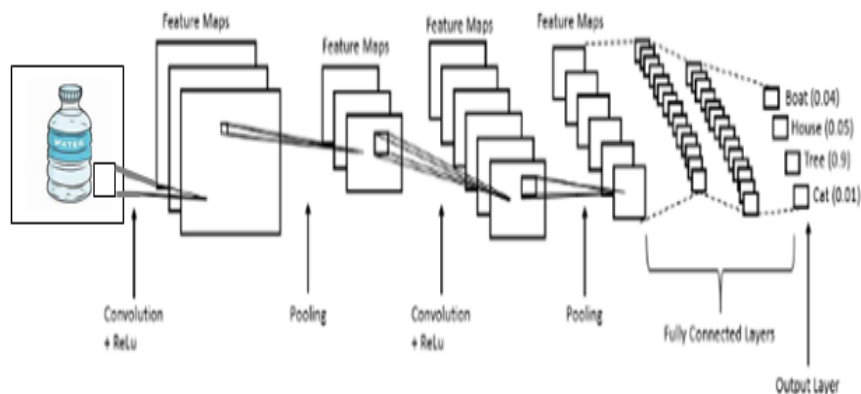 Feature Maps
Feature Maps
Feature Maps
Feature Maps
WATER
Boat (0.04)
House (0.05)
Tree (0.9)
Cat (0.01)
Convolution
+ ReLu
Pooling
Convolution
+ ReLu
Pooling
Fully Connected Layers
Output Layer